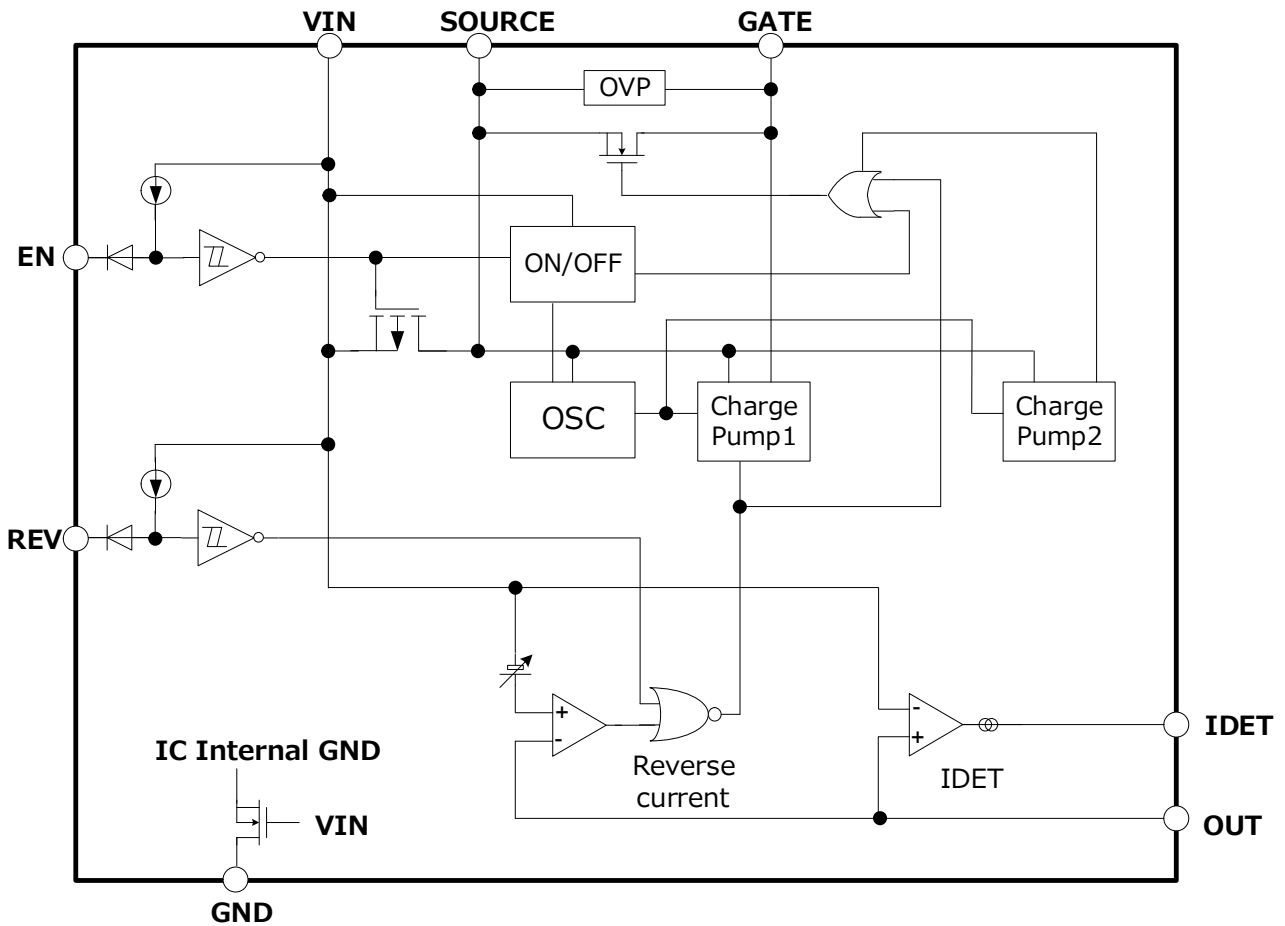 VIN
SOURCE
GATE
OVP
EN
ON/OFF
OSC
Charge
Pump1
Charge
Pump2
REV
+
-
Reverse
current
-
+
IDET
IDET
OUT
IC Internal GND
VIN
GND